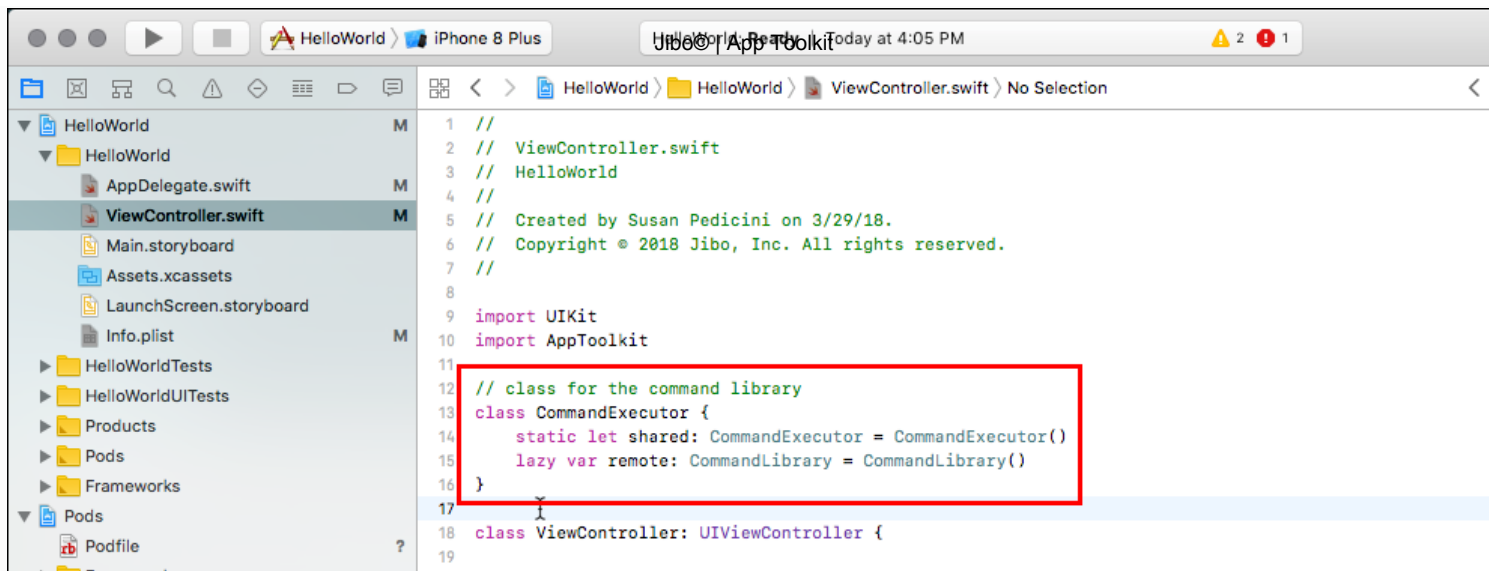 HelloWorld 〉 iPhone 8 Plus
HelloWorld: Ready | Today at 4:05 PM
Jibo© | App Toolkit
2 1
HelloWorld 〉 HelloWorld 〉 ViewController.swift 〉 No Selection
HelloWorld M
HelloWorld
AppDelegate.swift M
ViewController.swift M
Main.storyboard
Assets.xcassets
LaunchScreen.storyboard
Info.plist M
HelloWorldTests
HelloWorldUITests
Products
Pods
Frameworks
Pods
Podfile ?
1 //
2 // ViewController.swift
3 // HelloWorld
4 //
5 // Created by Susan Pedicini on 3/29/18.
6 // Copyright © 2018 Jibo, Inc. All rights reserved.
7 //
8
9 import UIKit
10 import AppToolkit
11
12 // class for the command library
13 class CommandExecutor {
14 static let shared: CommandExecutor = CommandExecutor()
15 lazy var remote: CommandLibrary = CommandLibrary()
16 }
17
18 class ViewController: UIViewController {
19